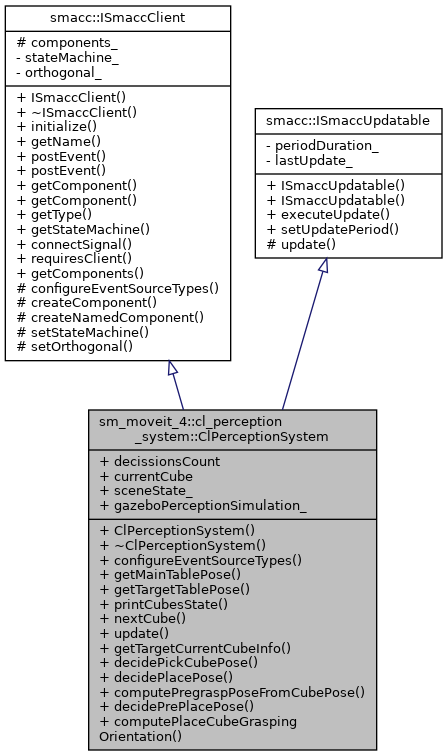 smacc::ISmaccClient
# components_
- stateMachine_
- orthogonal_
+ ISmaccClient()
+ ~ISmaccClient()
+ initialize()
+ getName()
+ postEvent()
+ postEvent()
+ getComponent()
+ getComponent()
+ getType()
+ getStateMachine()
+ connectSignal()
+ requiresClient()
+ getComponents()
# configureEventSourceTypes()
# createComponent()
# createNamedComponent()
# setStateMachine()
# setOrthogonal()
smacc::ISmaccUpdatable
- periodDuration_
- lastUpdate_
+ ISmaccUpdatable()
+ ISmaccUpdatable()
+ executeUpdate()
+ setUpdatePeriod()
# update()
sm_moveit_4::cl_perception
_system::ClPerceptionSystem
+ decissionsCount
+ currentCube
+ sceneState_
+ gazeboPerceptionSimulation_
+ ClPerceptionSystem()
+ ~ClPerceptionSystem()
+ configureEventSourceTypes()
+ getMainTablePose()
+ getTargetTablePose()
+ printCubesState()
+ nextCube()
+ update()
+ getTargetCurrentCubeInfo()
+ decidePickCubePose()
+ decidePlacePose()
+ computePregraspPoseFromCubePose()
+ decidePrePlacePose()
+ computePlaceCubeGrasping
Orientation()